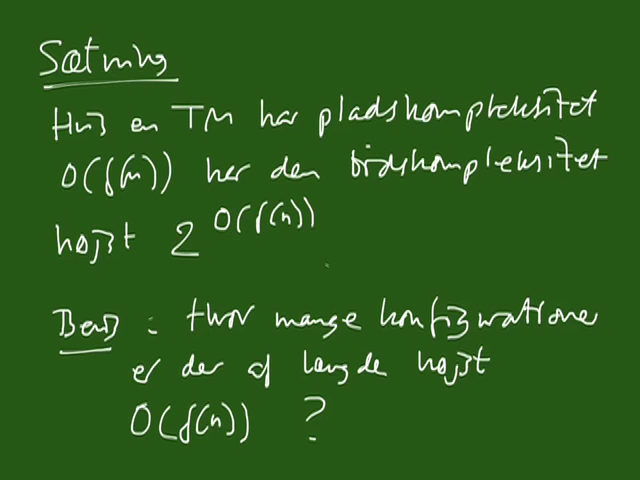 Sætning
Hvis en TM har pladskompleksitet
O(f(n)) har den tidskompleksitet
højst 2^O(f(n))
Bevis : Hvor mange konfigurationer
er der af længde højst
O(f(n)) ?